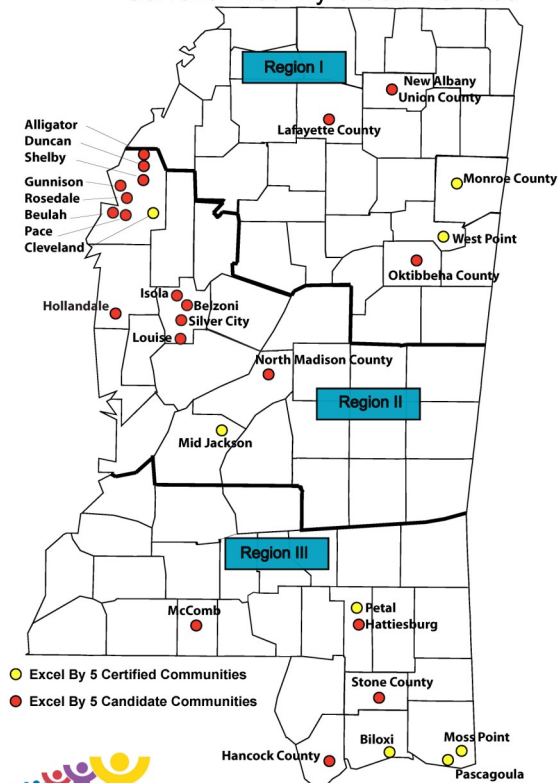 Region I
New Albany
Union County
Lafayette County
Alligator
Duncan
Shelby
Gunnison
Rosedale
Beulah
Pace
Cleveland
Monroe County
West Point
Oktibbeha County
Isola
Belzoni
Hollandale
Silver City
Louise
North Madison County
Region II
Mid Jackson
Region III
McComb
Petal
Hattiesburg
Excel By 5 Certified Communities
Excel By 5 Candidate Communities
Stone County
Biloxi
Moss Point
Hancock County
Pascagoula